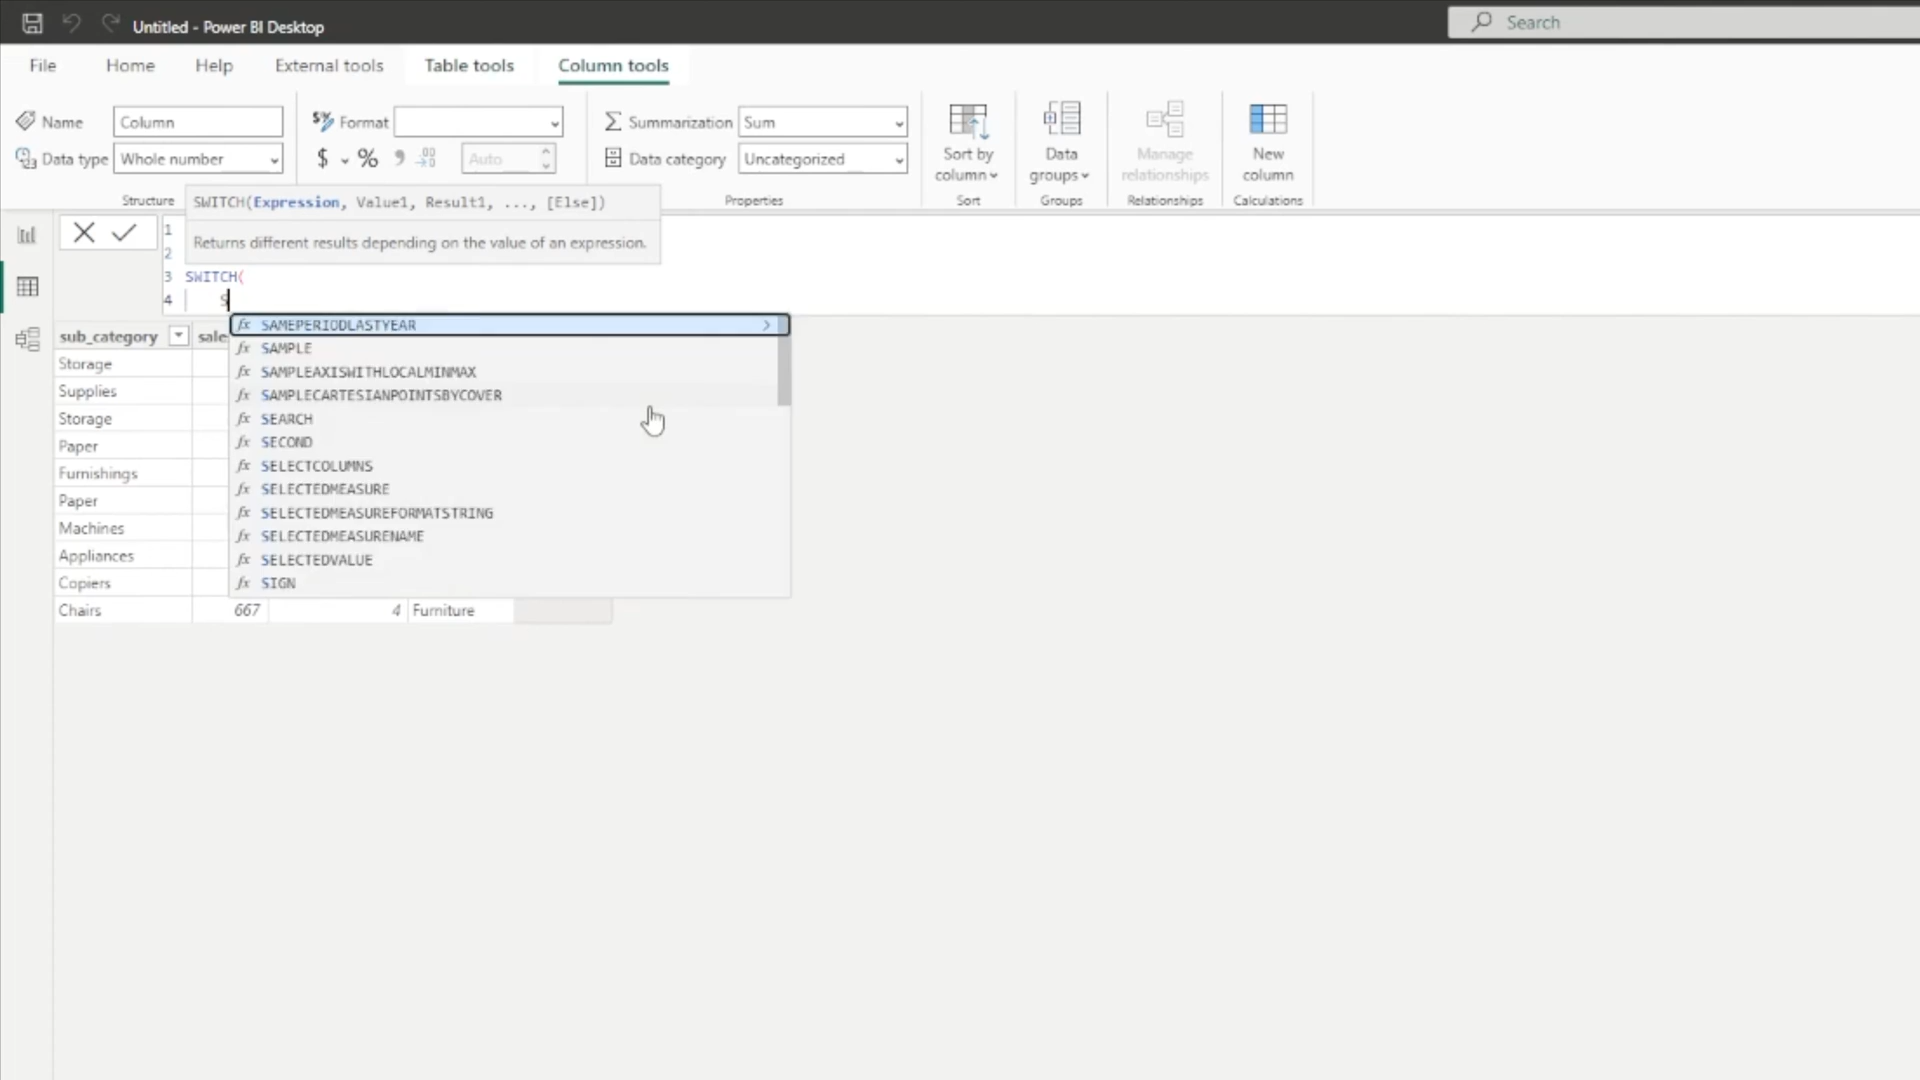 Untitled - Power BI Desktop
Search
File Home Help External tools Table tools Column tools
Name Column
Format
Summarization Sum
Data type Whole number
$ % Auto
Data category Uncategorized
Sort by column
Data groups
Manage relationships
New column
Structure Properties Sort Groups Relationships Calculations
SWITCH(Expression, Value1, Result1, ..., [Else])
Returns different results depending on the value of an expression.
1
2
3 SWITCH(
4 S
sub_category sale
SAMEPERIODLASTYEAR
SAMPLE
SAMPLEAXISWITHLOCALMINMAX
SAMPLECARTESIANPOINTSBYCOVER
SEARCH
SECOND
SELECTCOLUMNS
SELECTEDMEASURE
SELECTEDMEASUREFORMATSTRING
SELECTEDMEASURENAME
SELECTEDVALUE
SIGN
Storage
Supplies
Storage
Paper
Furnishings
Paper
Machines
Appliances
Copiers
Chairs 667 4 Furniture